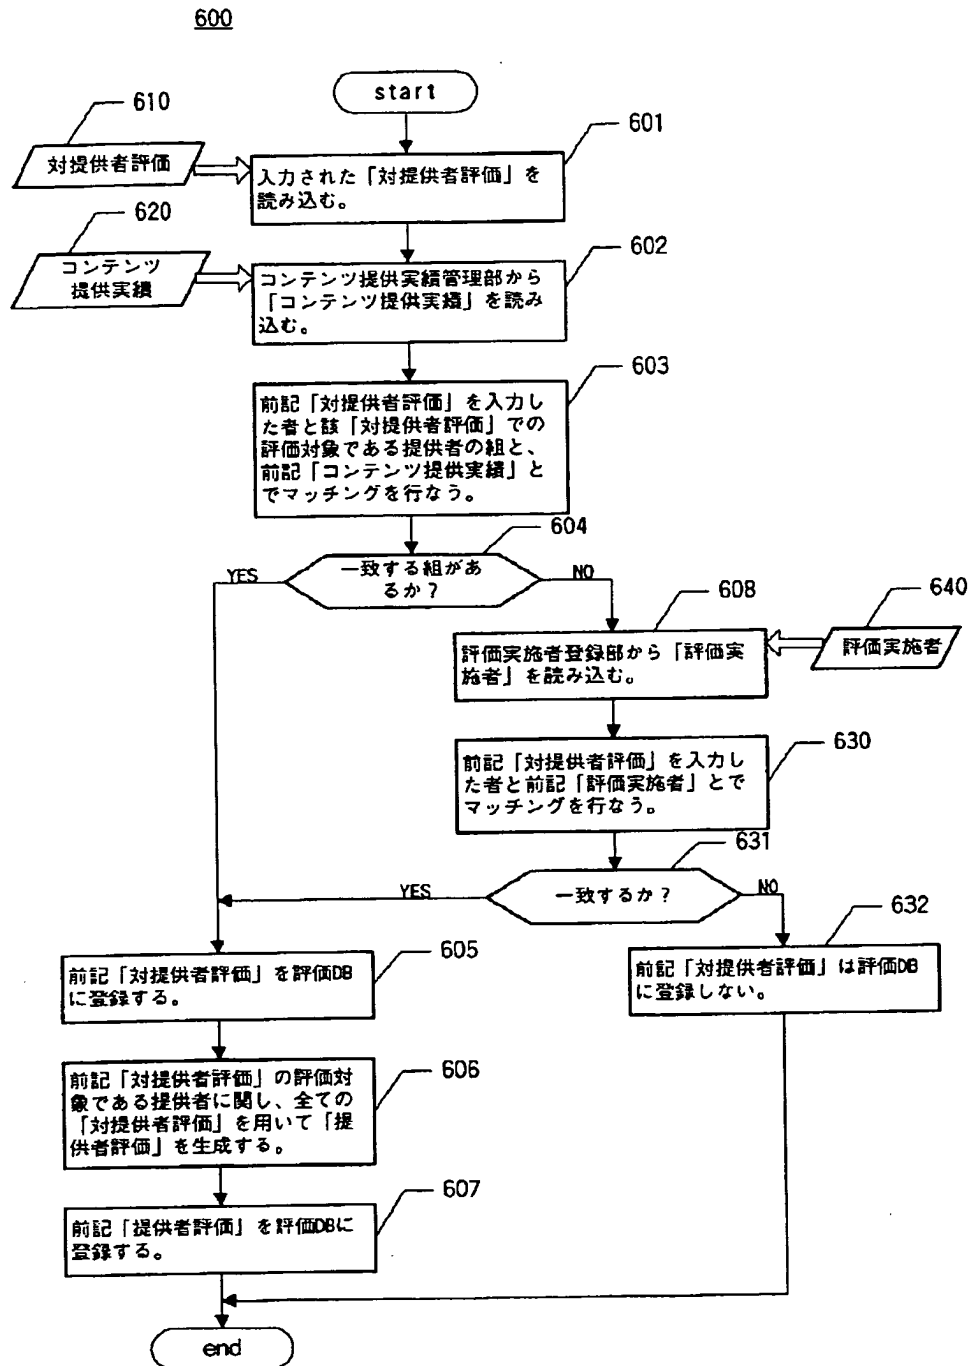 600
start
610
対提供者評価
601
入力された「対提供者評価」を
読み込む。
620
コンテンツ
提供実績
602
コンテンツ提供実績管理部から
「コンテンツ提供実績」を読み
込む。
603
前記「対提供者評価」を入力し
た者と該「対提供者評価」での
評価対象である提供者の組と、
前記「コンテンツ提供実績」と
でマッチングを行なう。
604
一致する組があ
るか？
YES
NO
608
640
評価実施者登録部から「評価実
施者」を読み込む。
評価実施者
630
前記「対提供者評価」を入力し
た者と前記「評価実施者」とで
マッチングを行なう。
631
一致するか？
YES
NO
632
605
前記「対提供者評価」を評価DB
に登録する。
前記「対提供者評価」は評価DB
に登録しない。
606
前記「対提供者評価」の評価対
象である提供者に関し、全ての
「対提供者評価」を用いて「提
供者評価」を生成する。
607
前記「提供者評価」を評価DBに
登録する。
end